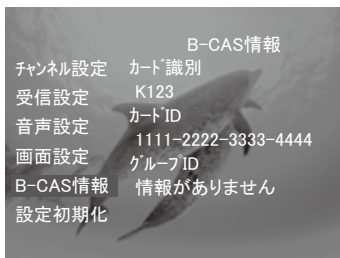 B-CAS情報
チャンネル設定
受信設定
音声設定
画面設定
B-CAS情報
設定初期化
カード識別
K123
カードID
1111-2222-3333-4444
グループID
情報がありません